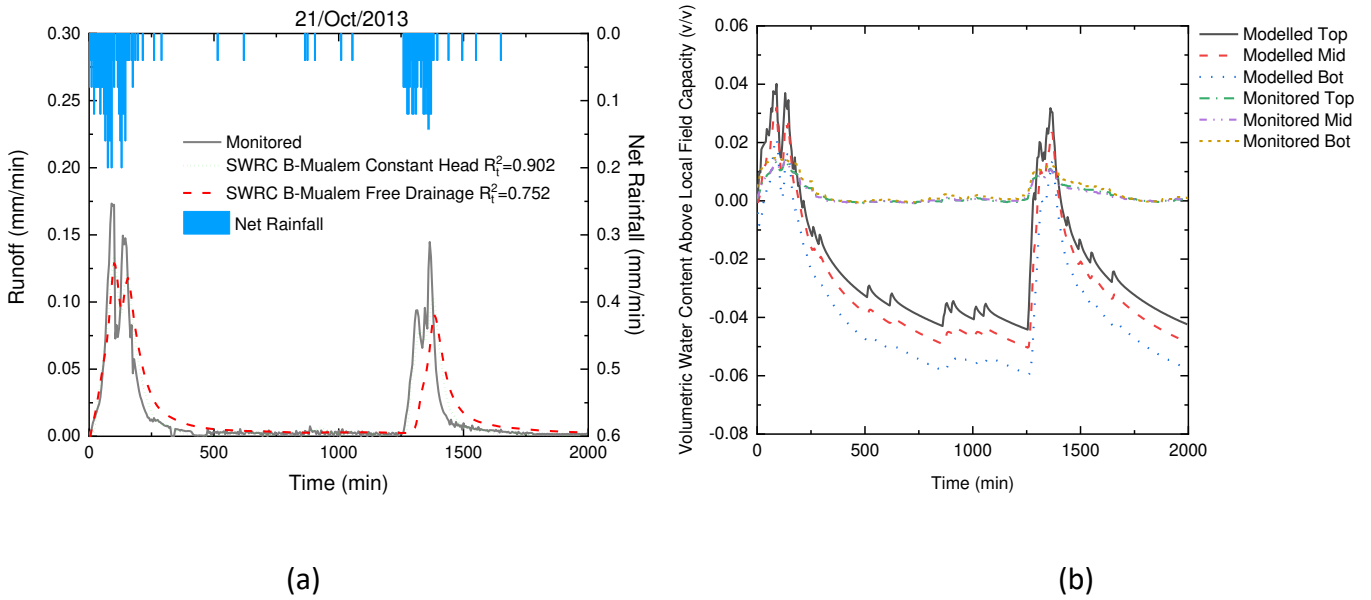 21/Oct/2013
0.30
0.25
0.20
0.15
0.10
0.05
0.00
Runoff (mm/min)
0.0
0.1
0.2
0.3
0.4
0.5
0.6
Net Rainfall (mm/min)
Monitored
SWRC B-Mualem Constant Head R²ₜ=0.902
SWRC B-Mualem Free Drainage R²ₜ=0.752
Net Rainfall
0 500 1000 1500 2000
Time (min)
(a)
0.06
0.04
0.02
0.00
-0.02
-0.04
-0.06
-0.08
Volumetric Water Content Above Local Field Capacity (v/v)
0 500 1000 1500 2000
Time (min)
Modelled Top
Modelled Mid
Modelled Bot
Monitored Top
Monitored Mid
Monitored Bot
(b)